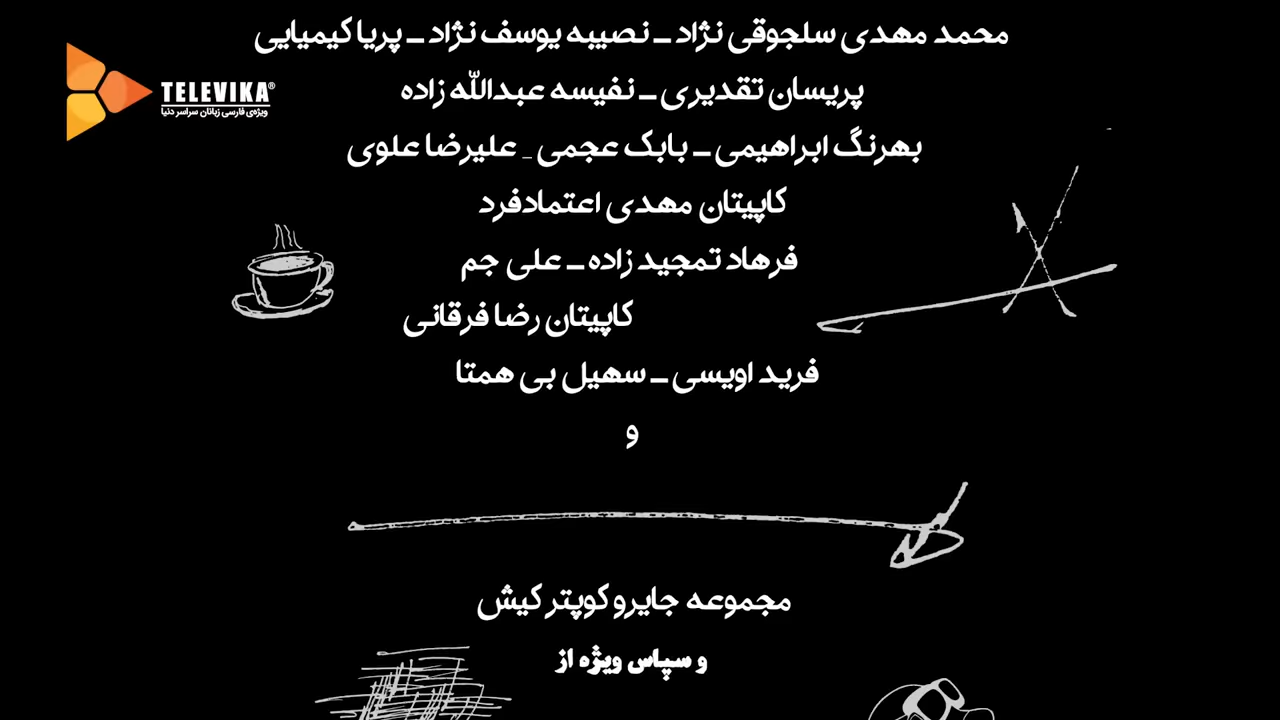 محمد مهدی سلجوقی نژاد ـ نصیبه یوسف نژاد ـ پریا کیمیایی
TELEVIKA®
ویژه‌ی فارسی زبانان سراسر دنیا
پریسان تقدیری ـ نفیسه عبدالله زاده
بهرنگ ابراهیمی ـ بابک عجمی - علیرضا علوی
کاپیتان مهدی اعتمادفرد
فرهاد تمجید زاده ـ علی جم
کاپیتان رضا فرقانی
فرید اویسی ـ سهیل بی همتا
و
مجموعه جایروکوپتر کیش
و سپاس ویژه از